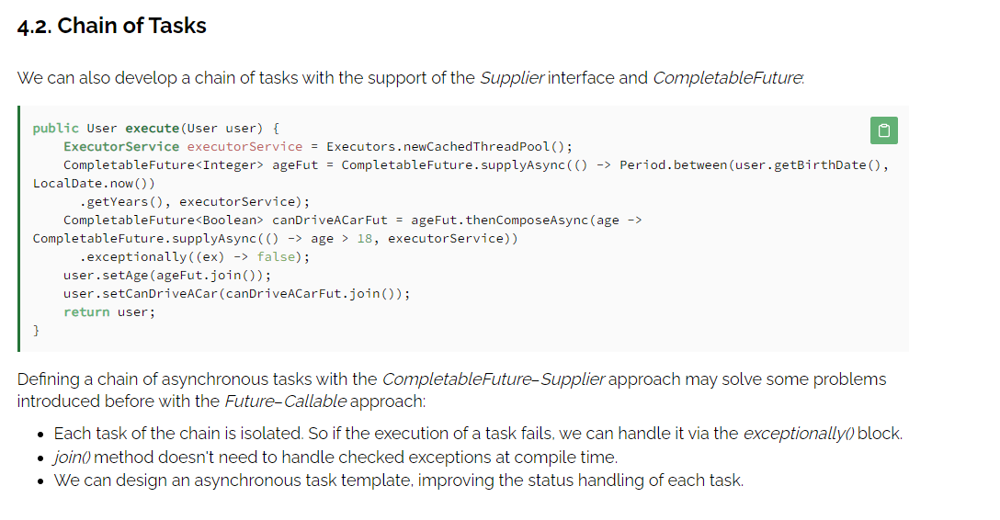 4.2. Chain of Tasks
We can also develop a chain of tasks with the support of the Supplier interface and CompletableFuture:
public User execute(User user) {
    ExecutorService executorService = Executors.newCachedThreadPool();
    CompletableFuture<Integer> ageFut = CompletableFuture.supplyAsync(() -> Period.between(user.getBirthDate(),
LocalDate.now())
      .getYears(), executorService);
    CompletableFuture<Boolean> canDriveACarFut = ageFut.thenComposeAsync(age ->
CompletableFuture.supplyAsync(() -> age > 18, executorService))
      .exceptionally((ex) -> false);
    user.setAge(ageFut.join());
    user.setCanDriveACar(canDriveACarFut.join());
    return user;
}
Defining a chain of asynchronous tasks with the CompletableFuture–Supplier approach may solve some problems
introduced before with the Future–Callable approach:
• Each task of the chain is isolated. So if the execution of a task fails, we can handle it via the exceptionally() block.
• join() method doesn't need to handle checked exceptions at compile time.
• We can design an asynchronous task template, improving the status handling of each task.